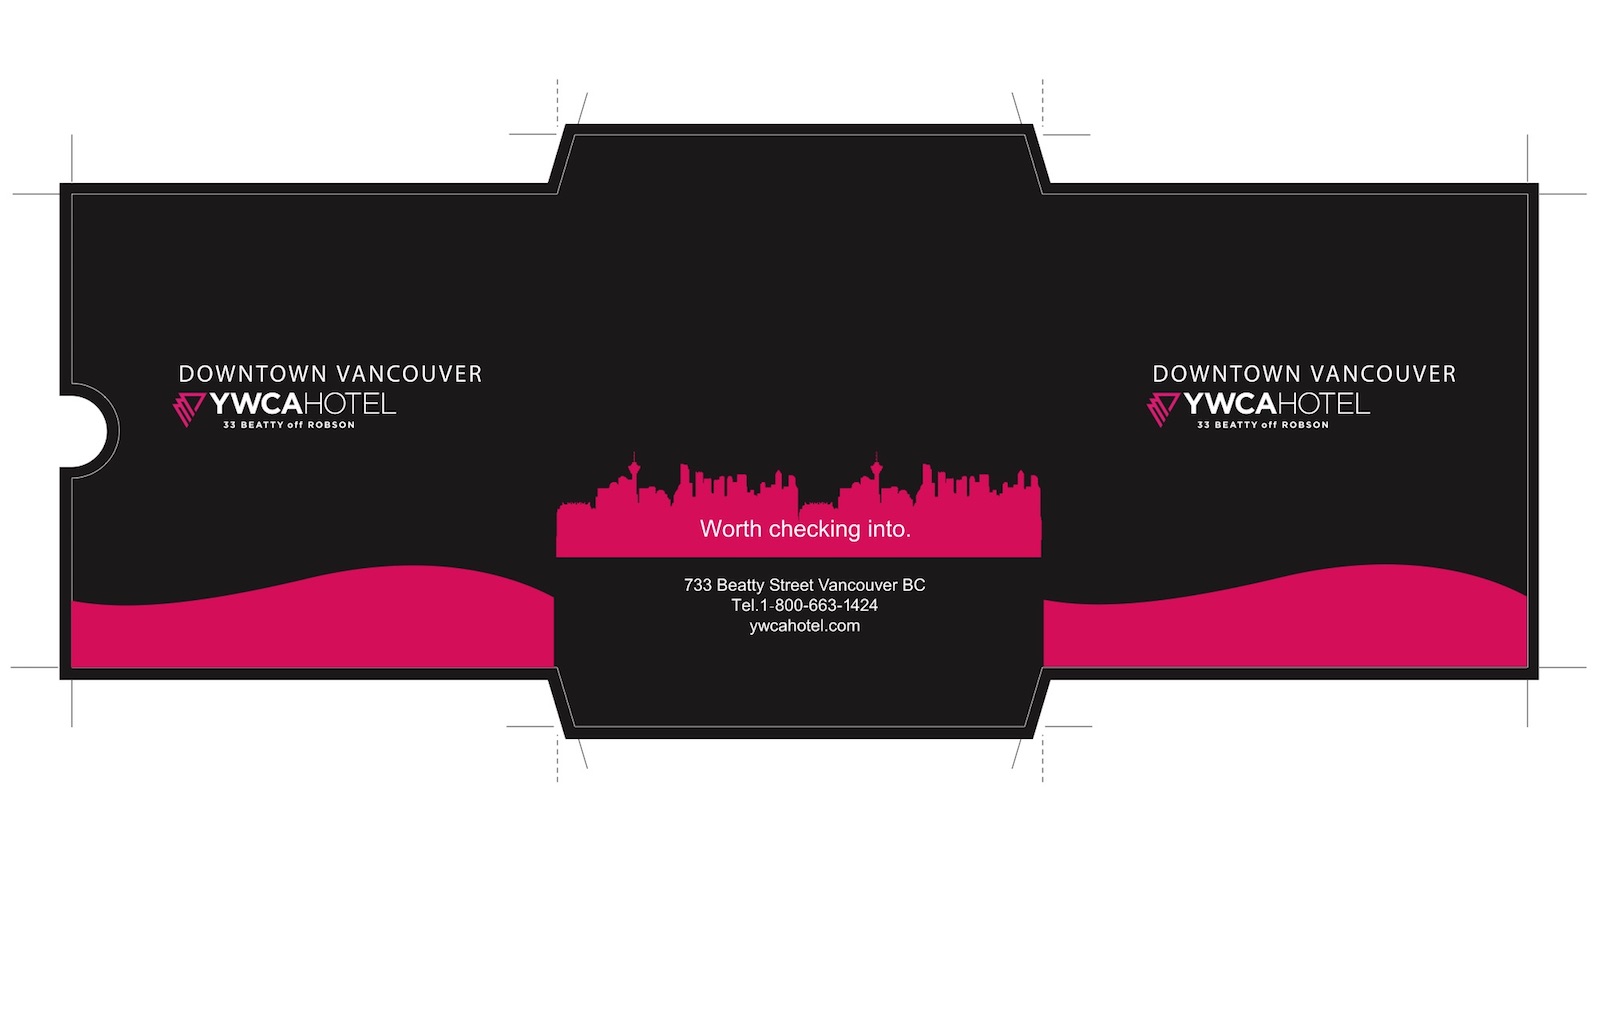 DOWNTOWN VANCOUVER
YWCAHOTEL
33 BEATTY off ROBSON
Worth checking into.
733 Beatty Street Vancouver BC
Tel.1-800-663-1424
ywcahotel.com
DOWNTOWN VANCOUVER
YWCAHOTEL
33 BEATTY off ROBSON